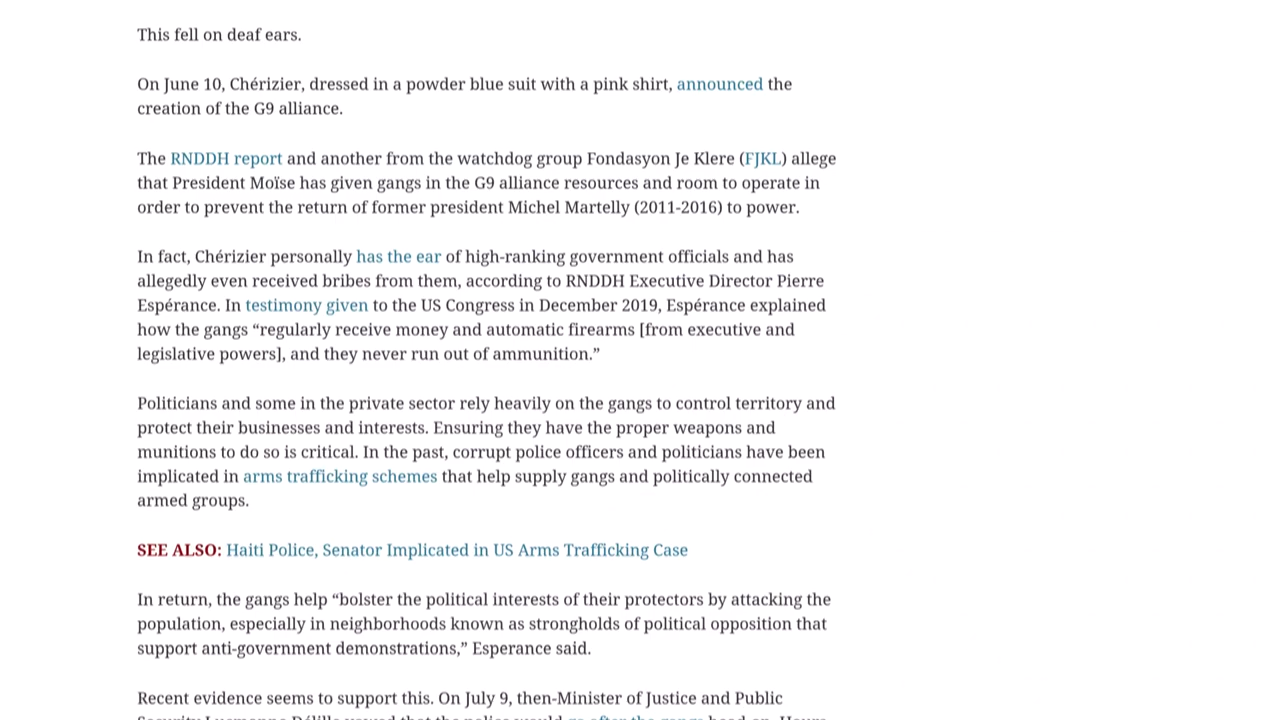 This fell on deaf ears.
On June 10, Chérizier, dressed in a powder blue suit with a pink shirt, announced the
creation of the G9 alliance.
The RNDDH report and another from the watchdog group Fondasyon Je Klere (FJKL) allege
that President Moïse has given gangs in the G9 alliance resources and room to operate in
order to prevent the return of former president Michel Martelly (2011-2016) to power.
In fact, Chérizier personally has the ear of high-ranking government officials and has
allegedly even received bribes from them, according to RNDDH Executive Director Pierre
Espérance. In testimony given to the US Congress in December 2019, Espérance explained
how the gangs “regularly receive money and automatic firearms [from executive and
legislative powers], and they never run out of ammunition.”
Politicians and some in the private sector rely heavily on the gangs to control territory and
protect their businesses and interests. Ensuring they have the proper weapons and
munitions to do so is critical. In the past, corrupt police officers and politicians have been
implicated in arms trafficking schemes that help supply gangs and politically connected
armed groups.
SEE ALSO: Haiti Police, Senator Implicated in US Arms Trafficking Case
In return, the gangs help “bolster the political interests of their protectors by attacking the
population, especially in neighborhoods known as strongholds of political opposition that
support anti-government demonstrations,” Esperance said.
Recent evidence seems to support this. On July 9, then-Minister of Justice and Public